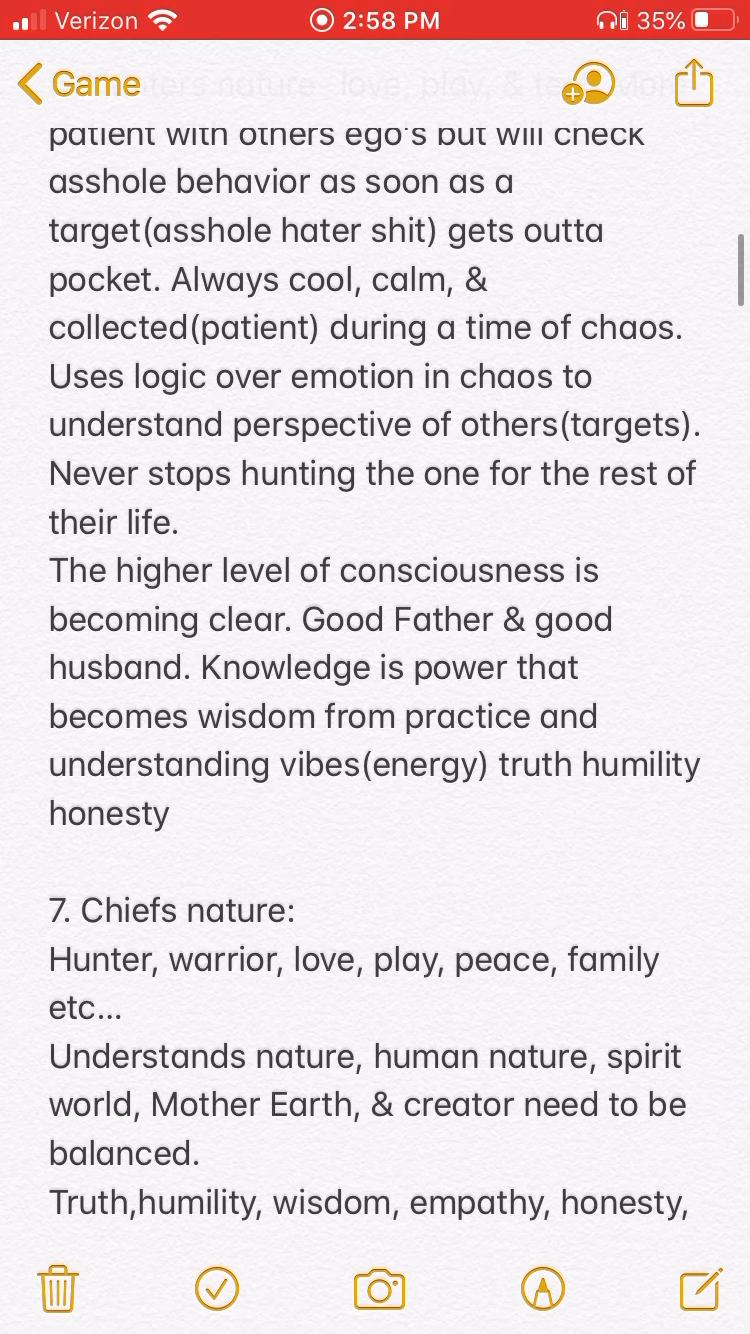 Verizon 2:58 PM 35%
Game nature love, play, &
patient with others ego's but will check
asshole behavior as soon as a
target(asshole hater shit) gets outta
pocket. Always cool, calm, &
collected(patient) during a time of chaos.
Uses logic over emotion in chaos to
understand perspective of others(targets).
Never stops hunting the one for the rest of
their life.
The higher level of consciousness is
becoming clear. Good Father & good
husband. Knowledge is power that
becomes wisdom from practice and
understanding vibes(energy) truth humility
honesty
7. Chiefs nature:
Hunter, warrior, love, play, peace, family
etc...
Understands nature, human nature, spirit
world, Mother Earth, & creator need to be
balanced.
Truth,humility, wisdom, empathy, honesty,